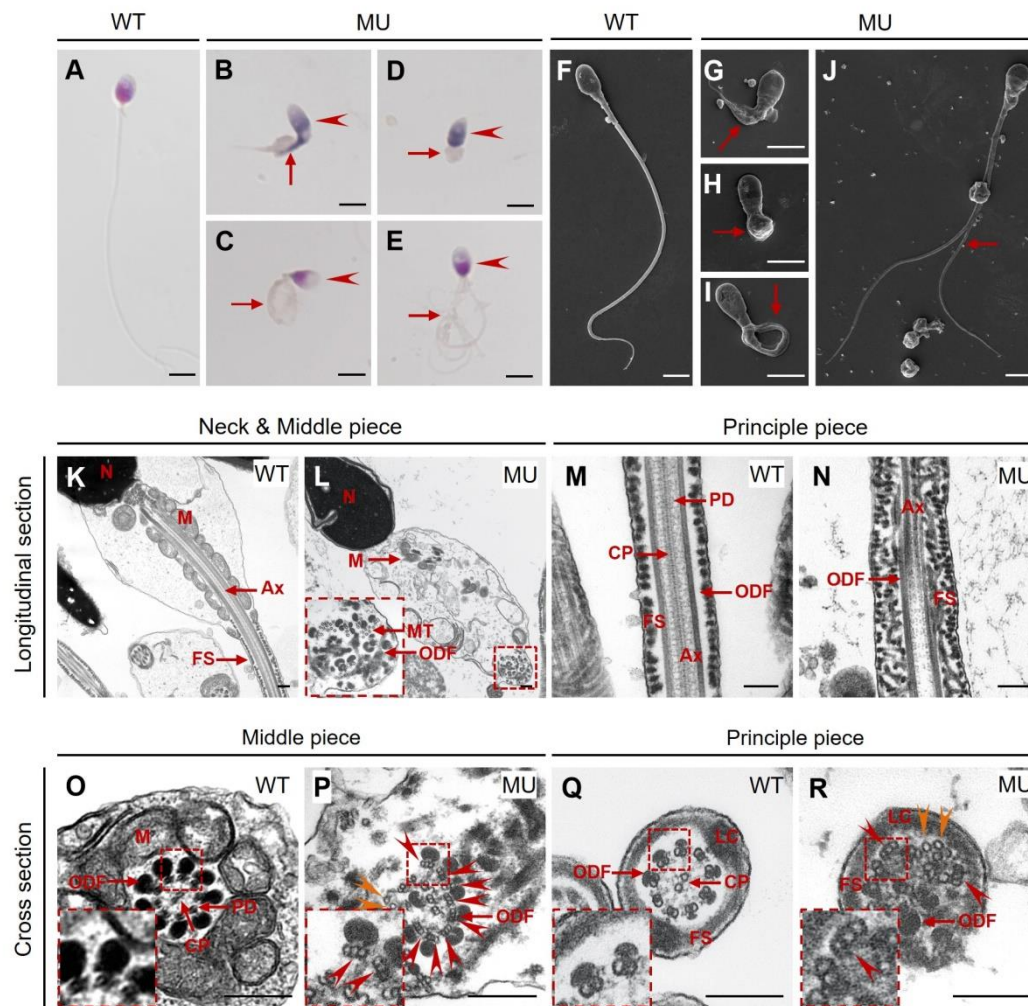 WT MU WT MU
A B D F G J
H
C E I
Neck & Middle piece Principle piece
Longitudinal section
K N M Ax FS WT
L N M MT ODF MU
M PD CP FS ODF Ax WT
N Ax ODF FS MU
Middle piece Principle piece
Cross section
O M ODF PD CP WT
P ODF MU
Q LC ODF CP FS WT
R LC FS ODF MU